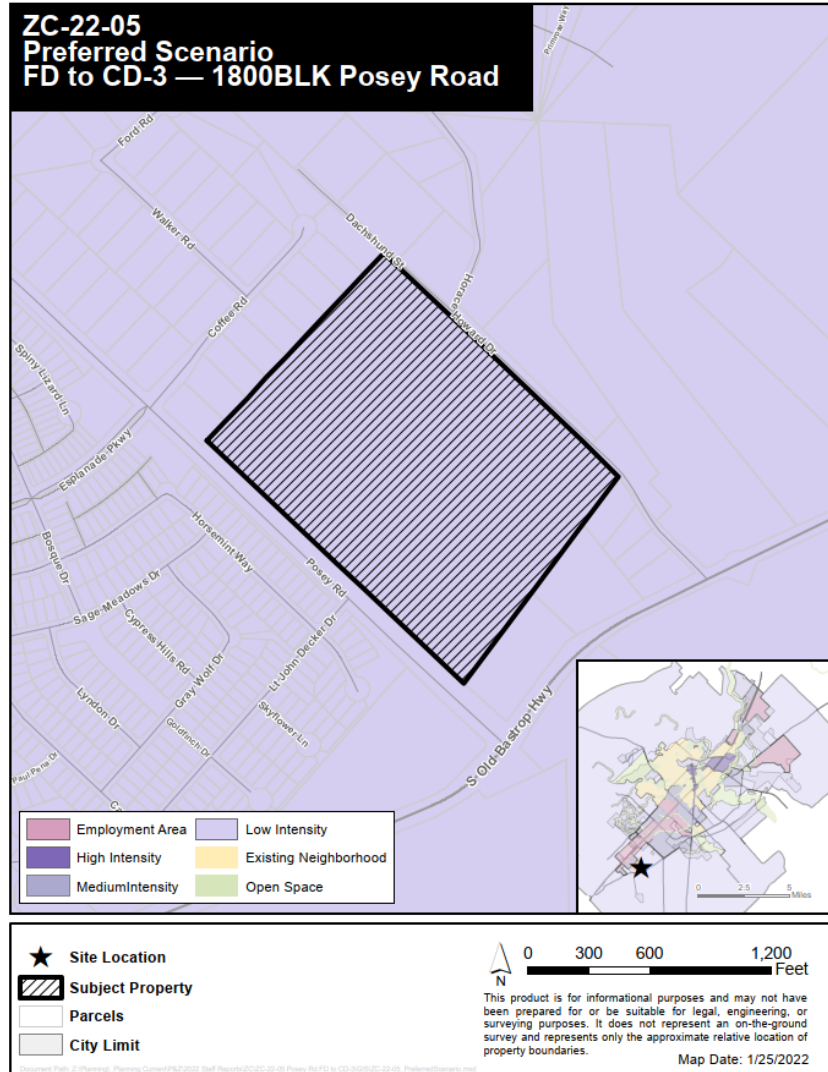 ZC-22-05
Preferred Scenario
FD to CD-3 — 1800BLK Posey Road
Primrose Way
Ford Rd
Walker Rd
Dachshund St
Coffee Rd
Horace Howard Dr
Spiny Lizard Ln
Esplanade Pkwy
Horsemint Way
Bosque Dr
Posey Rd
Sage Meadows Dr
Cypress Hills Rd
Lt John Decker Dr
Gray Wolf Dr
Lyndon Dr
Skyflower Ln
Goldfinch Dr
S Old Bastrop Hwy
Paul Pena Dr
Employment Area
Low Intensity
High Intensity
Existing Neighborhood
MediumIntensity
Open Space
0 2.5 5
Miles
Site Location
Subject Property
Parcels
City Limit
N
0 300 600 1,200
Feet
This product is for informational purposes and may not have
been prepared for or be suitable for legal, engineering, or
surveying purposes. It does not represent an on-the-ground
survey and represents only the approximate relative location of
property boundaries.
Map Date: 1/25/2022